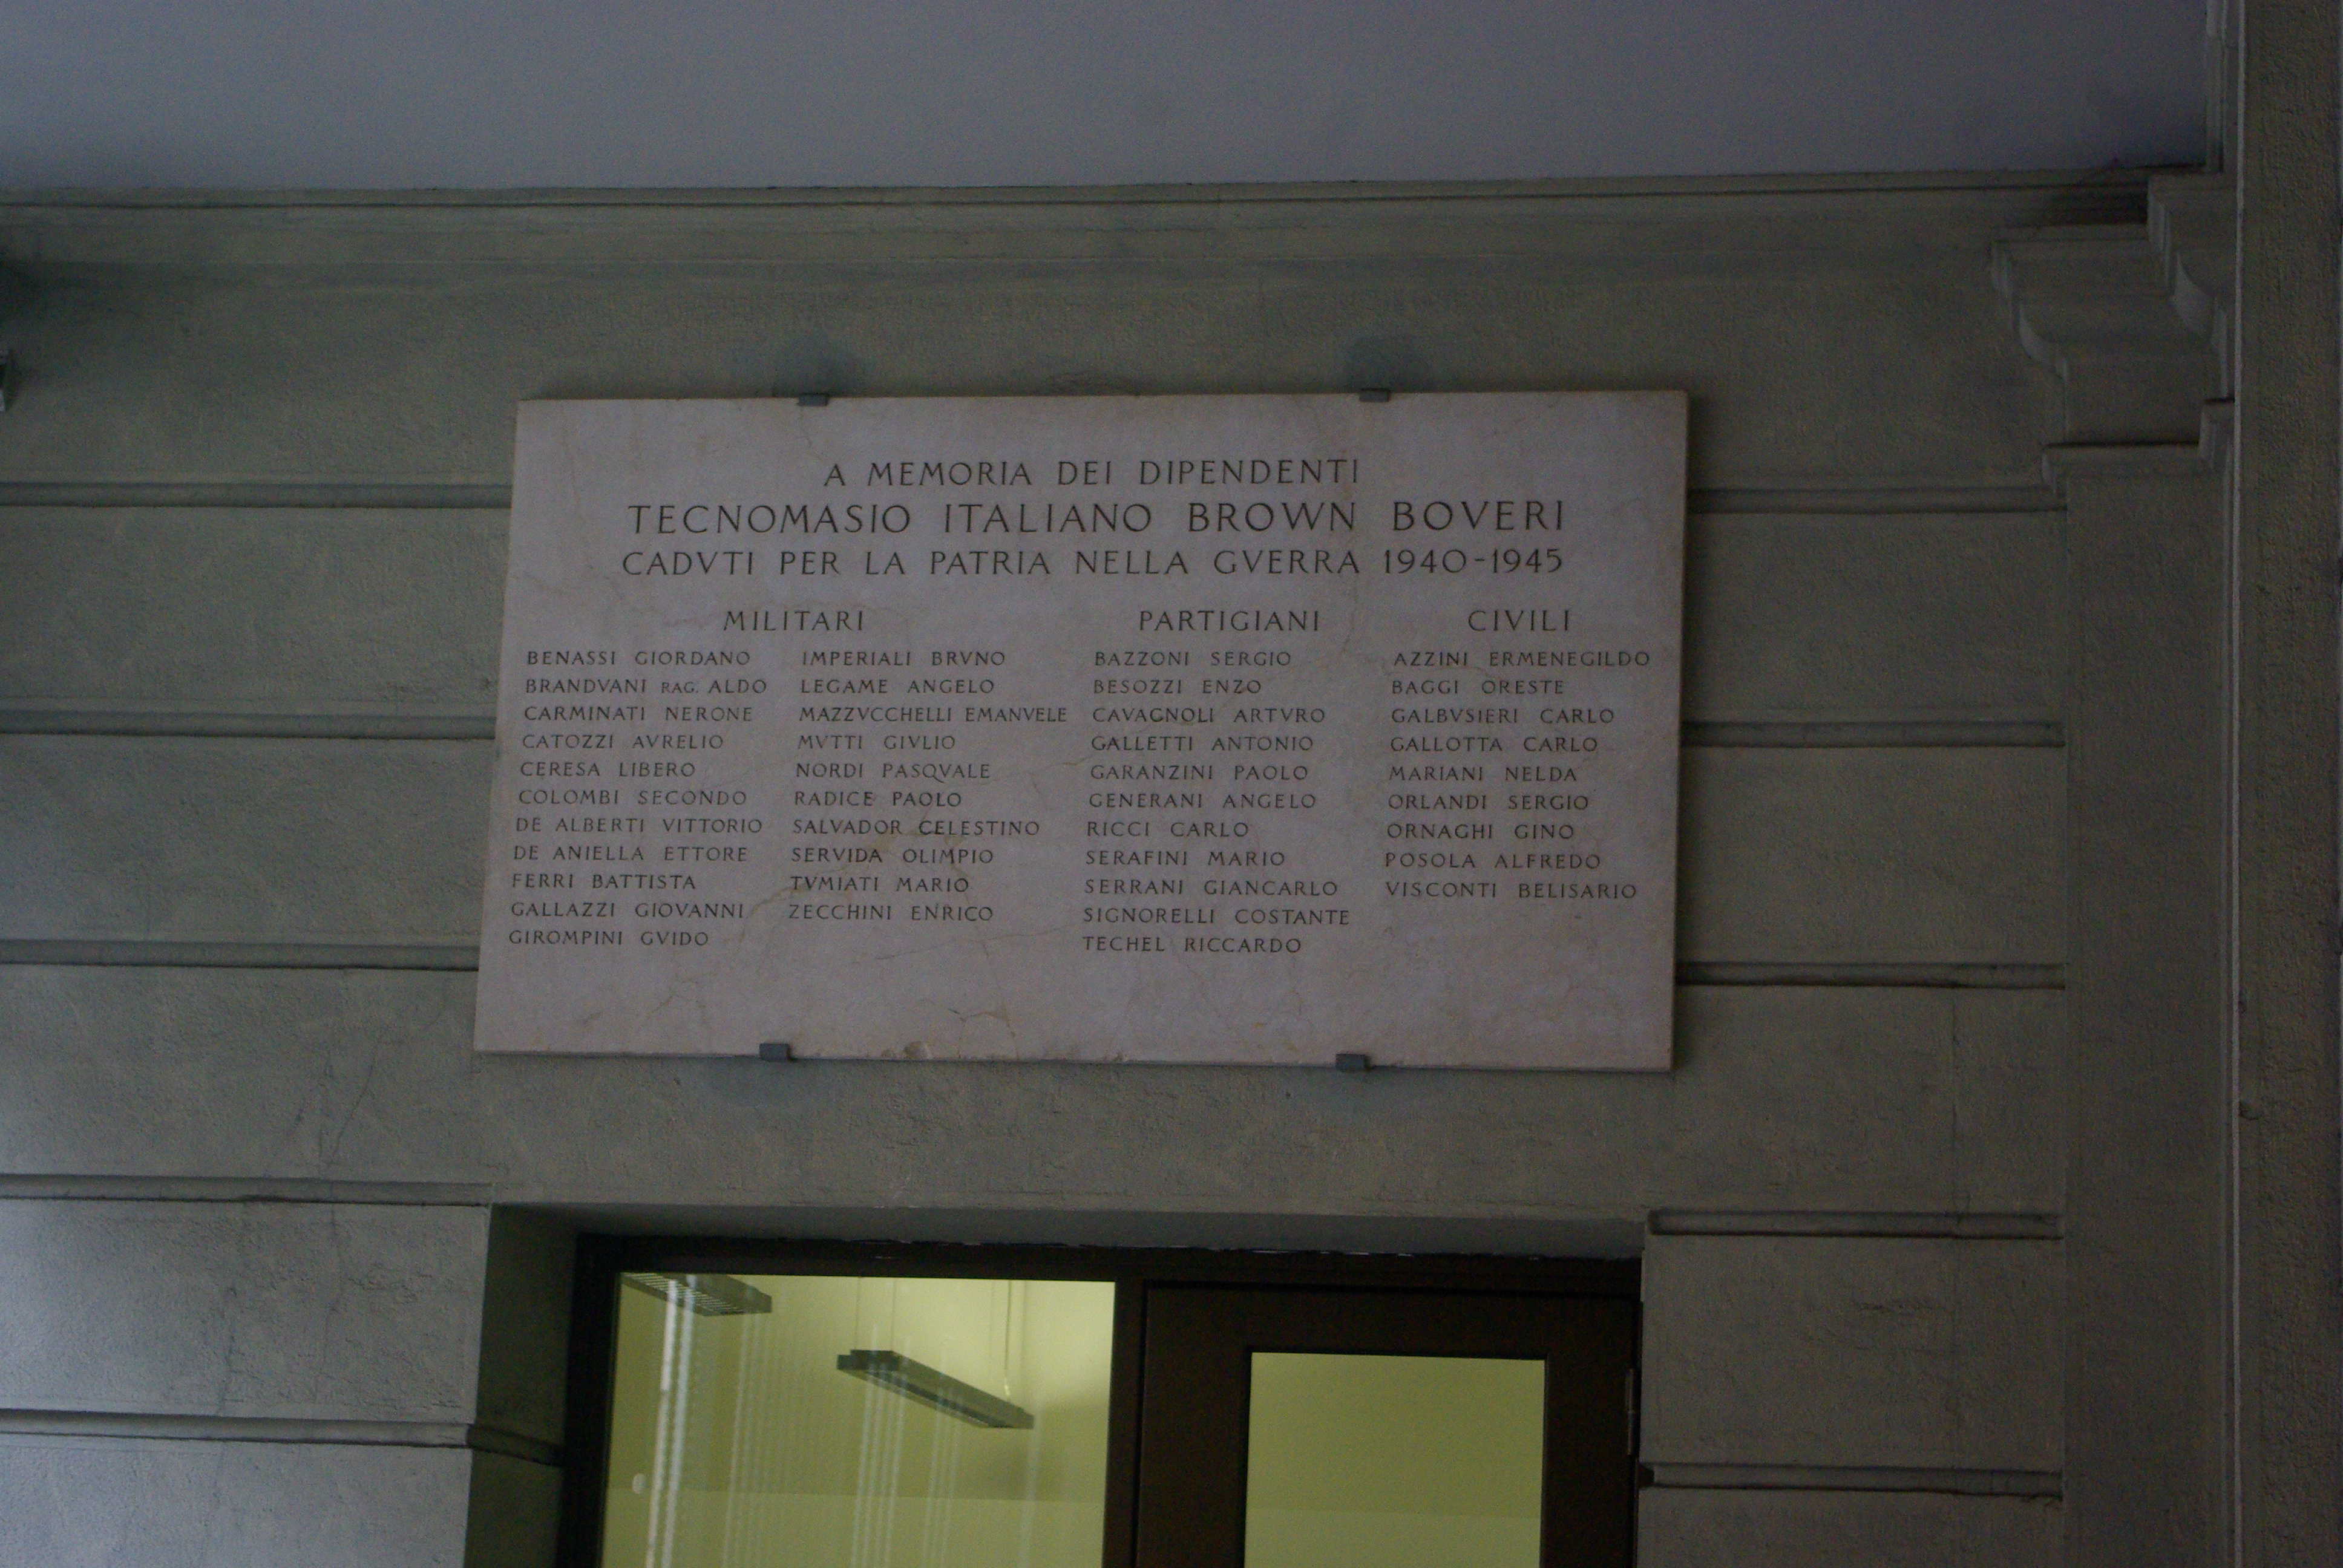 A MEMORIA DEI DIPENDENTI
TECNOMASIO ITALIANO BROWN BOVERI
CADVTI PER LA PATRIA NELLA GVERRA 1940-1945
MILITARI
BENASSI GIORDANO
BRANDVANI RAG. ALDO
CARMINATI NERONE
CATOZZI AVRELIO
CERESA LIBERO
COLOMBI SECONDO
DE ALBERTI VITTORIO
DE ANIELLA ETTORE
FERRI BATTISTA
GALLAZZI GIOVANNI
GIROMPINI GVIDO
IMPERIALI BRVNO
LEGAME ANGELO
MAZZVCCHELLI EMANVELE
MVTTI GIVLIO
NORDI PASQVALE
RADICE PAOLO
SALVADOR CELESTINO
SERVIDA OLIMPIO
TVMIATI MARIO
ZECCHINI ENRICO
PARTIGIANI
BAZZONI SERGIO
BESOZZI ENZO
CAVAGNOLI ARTVRO
GALLETTI ANTONIO
GARANZINI PAOLO
GENERANI ANGELO
RICCI CARLO
SERAFINI MARIO
SERRANI GIANCARLO
SIGNORELLI COSTANTE
TECHEL RICCARDO
CIVILI
AZZINI ERMENEGILDO
BAGGI ORESTE
GALBVSIERI CARLO
GALLOTTA CARLO
MARIANI NELDA
ORLANDI SERGIO
ORNAGHI GINO
POSOLA ALFREDO
VISCONTI BELISARIO